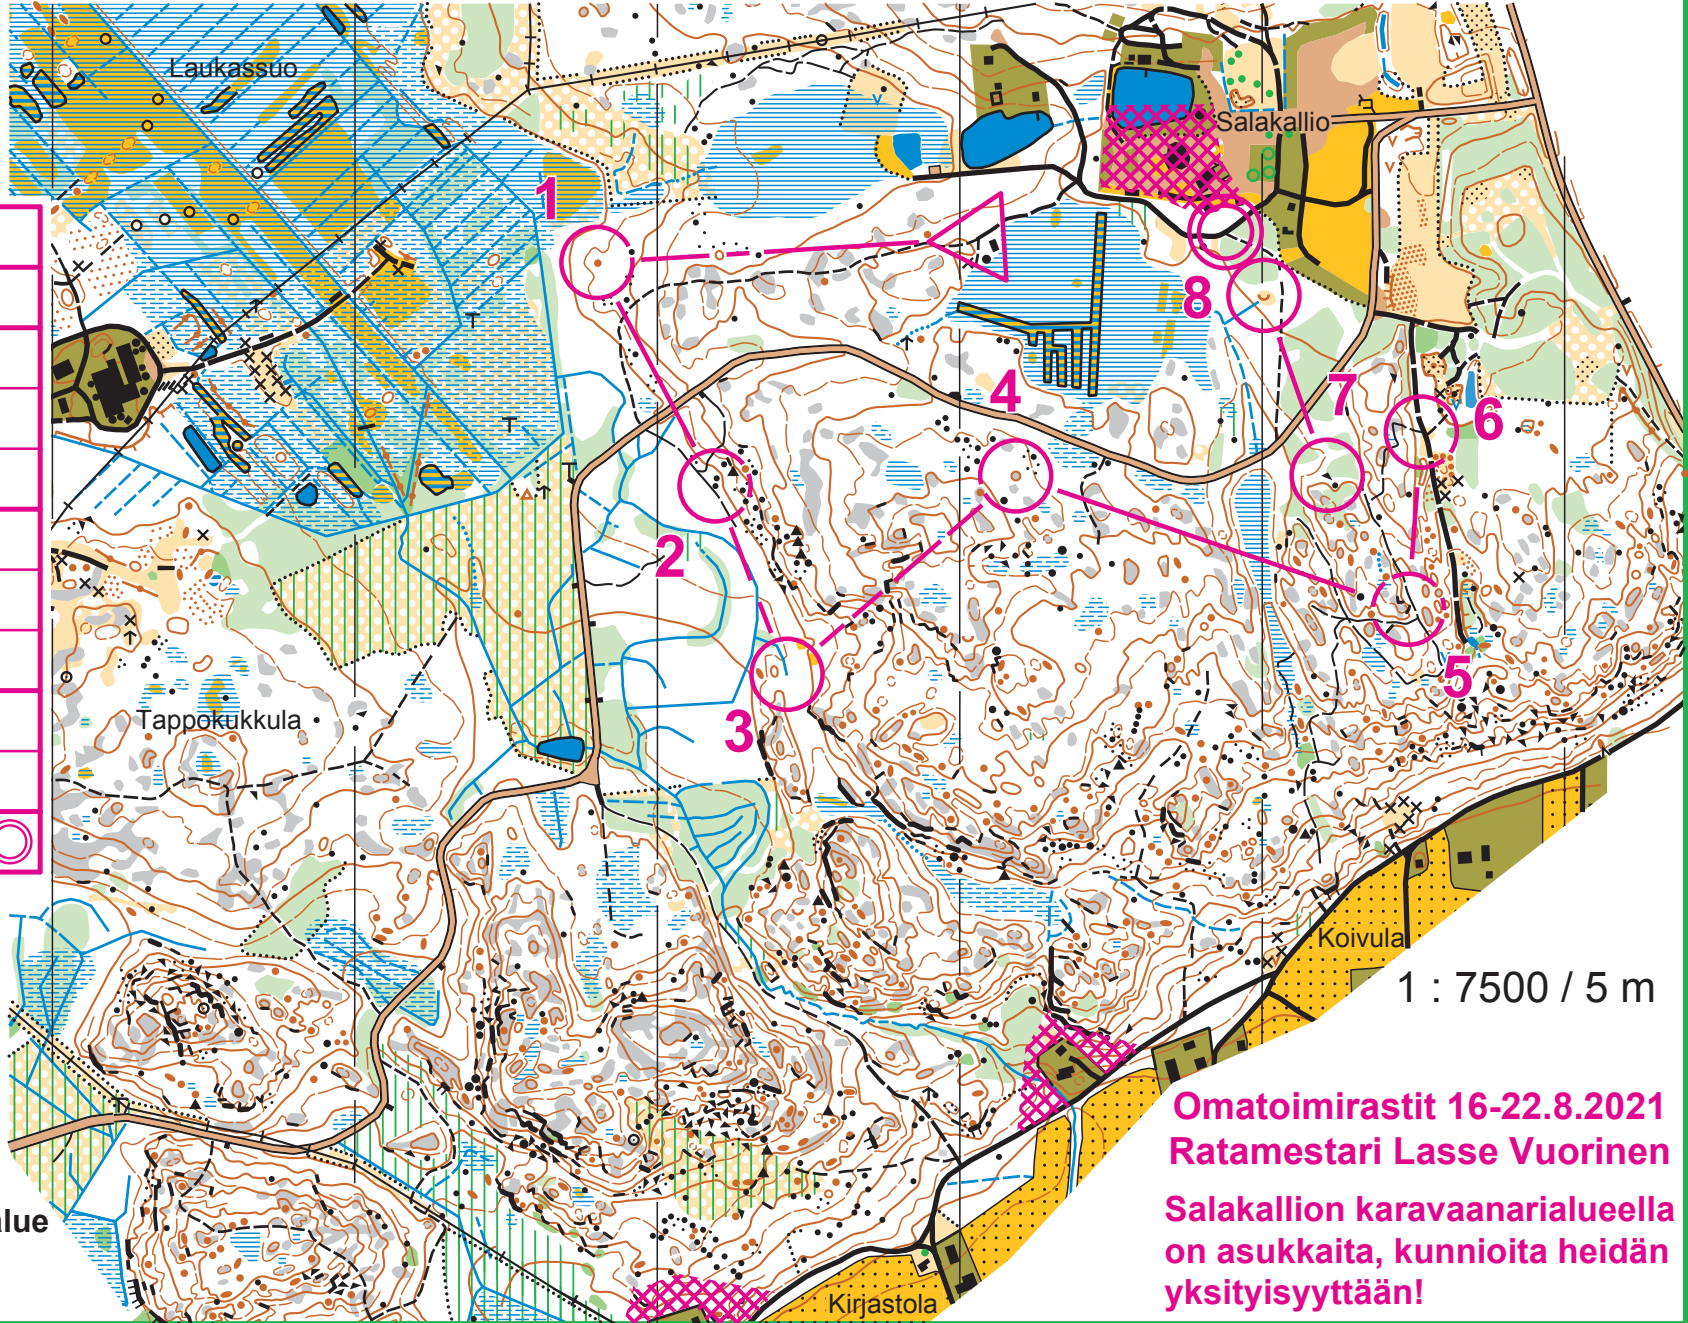 Laukassuo
Salakallio
1
8
4
7
6
2
5
3
Tappokukkula
Koivula
1 : 7500 / 5 m
Omatoimirastit 16-22.8.2021
Ratamestari Lasse Vuorinen
Salakallion karavaanarialueella
on asukkaita, kunnioita heidän
yksityisyyttään!
Kirjastola